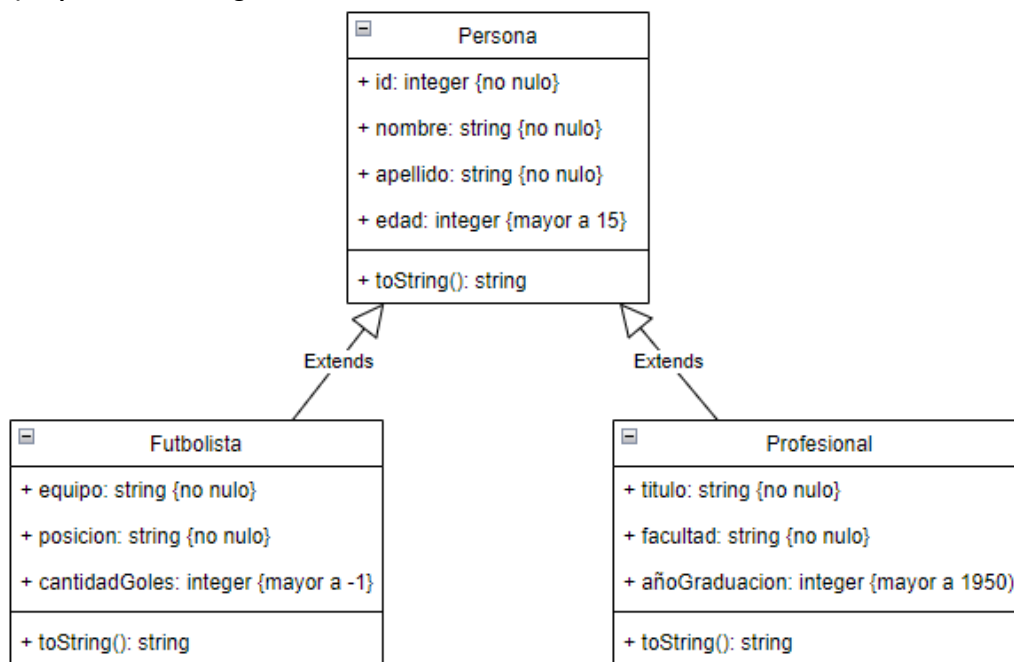 Persona
+ id: integer {no nulo}
+ nombre: string {no nulo}
+ apellido: string {no nulo}
+ edad: integer {mayor a 15}
+ toString(): string
Extends
Extends
Futbolista
+ equipo: string {no nulo}
+ posicion: string {no nulo}
+ cantidadGoles: integer {mayor a -1}
+ toString(): string
Profesional
+ titulo: string {no nulo}
+ facultad: string {no nulo}
+ añoGraduacion: integer {mayor a 1950)
+ toString(): string